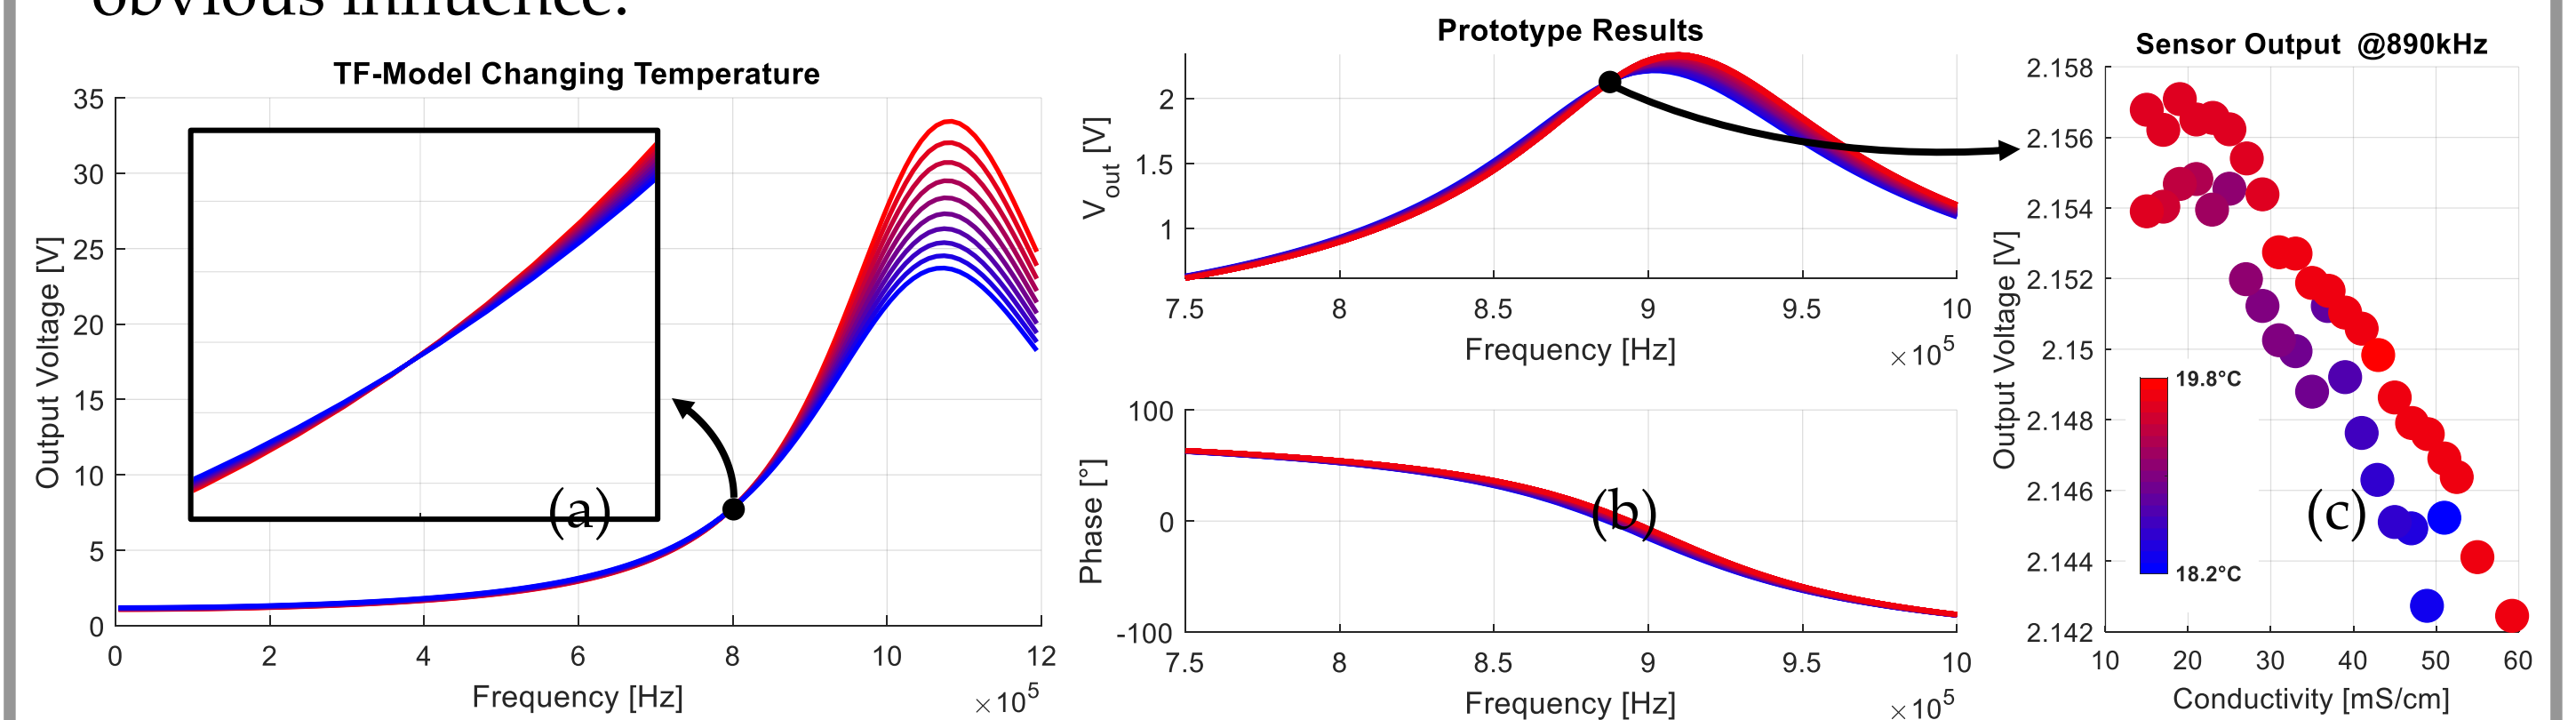 obvious influence.
TF-Model Changing Temperature
Output Voltage [V]
35
30
25
20
15
10
5
0
0 2 4 6 8 10 12
Frequency [Hz]
×10^5
(a)
Prototype Results
V_out [V]
2
1.5
1
7.5 8 8.5 9 9.5 10
Frequency [Hz]
×10^5
Phase [°]
100
0
-100
7.5 8 8.5 9 9.5 10
Frequency [Hz]
×10^5
(b)
Sensor Output @890kHz
Output Voltage [V]
2.158
2.156
2.154
2.152
2.15
2.148
2.146
2.144
2.142
19.8°C
18.2°C
(c)
10 20 30 40 50 60
Conductivity [mS/cm]